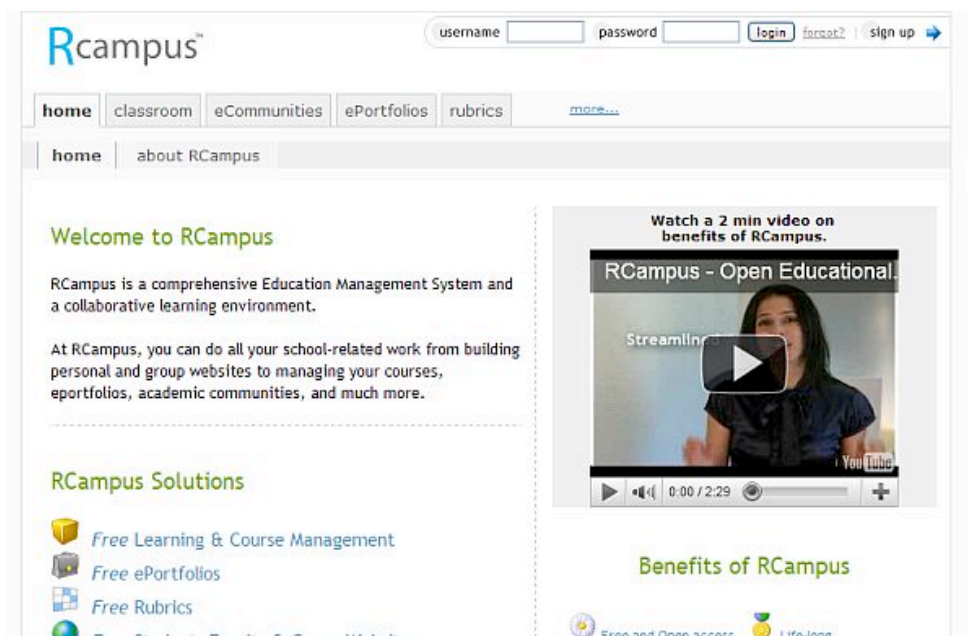 Rcampus™
username
password
login
forgot?
sign up
home
classroom
eCommunities
ePortfolios
rubrics
more...
home
about RCampus
Welcome to RCampus
RCampus is a comprehensive Education Management System and
a collaborative learning environment.
At RCampus, you can do all your school-related work from building
personal and group websites to managing your courses,
eportfolios, academic communities, and much more.
RCampus Solutions
Free Learning & Course Management
Free ePortfolios
Free Rubrics
Watch a 2 min video on
benefits of RCampus.
RCampus - Open Educational.
Streamlined
YouTube
0:00 / 2:29
Benefits of RCampus
Free and Open access
Life-long